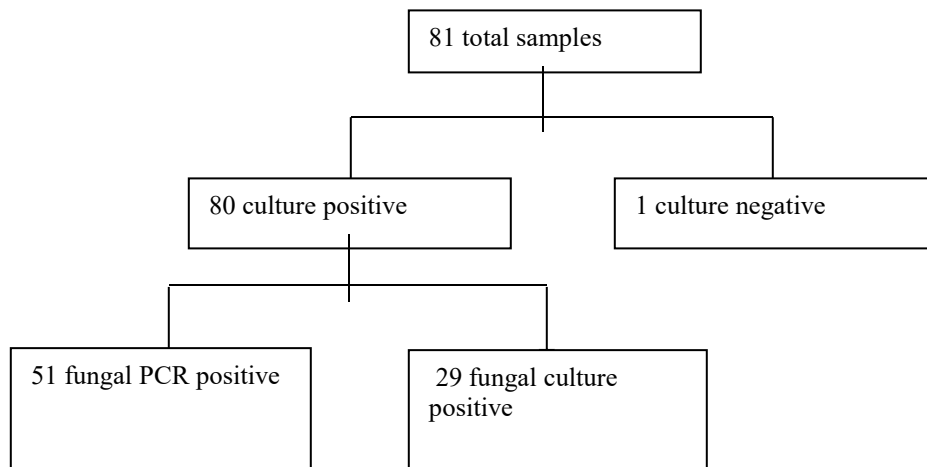 81 total samples
80 culture positive
1 culture negative
51 fungal PCR positive
29 fungal culture
positive